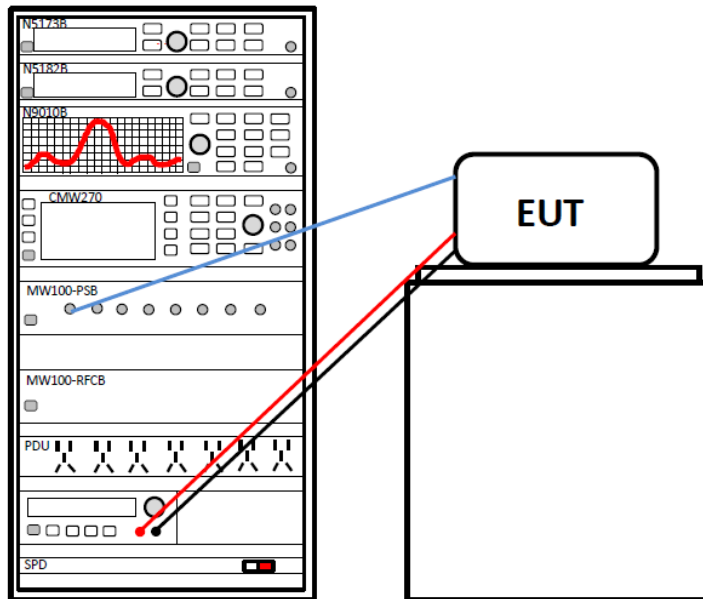 N5173B
N5182B
N9010B
CMW270
EUT
MW100-PSB
MW100-RFCB
PDU
SPD